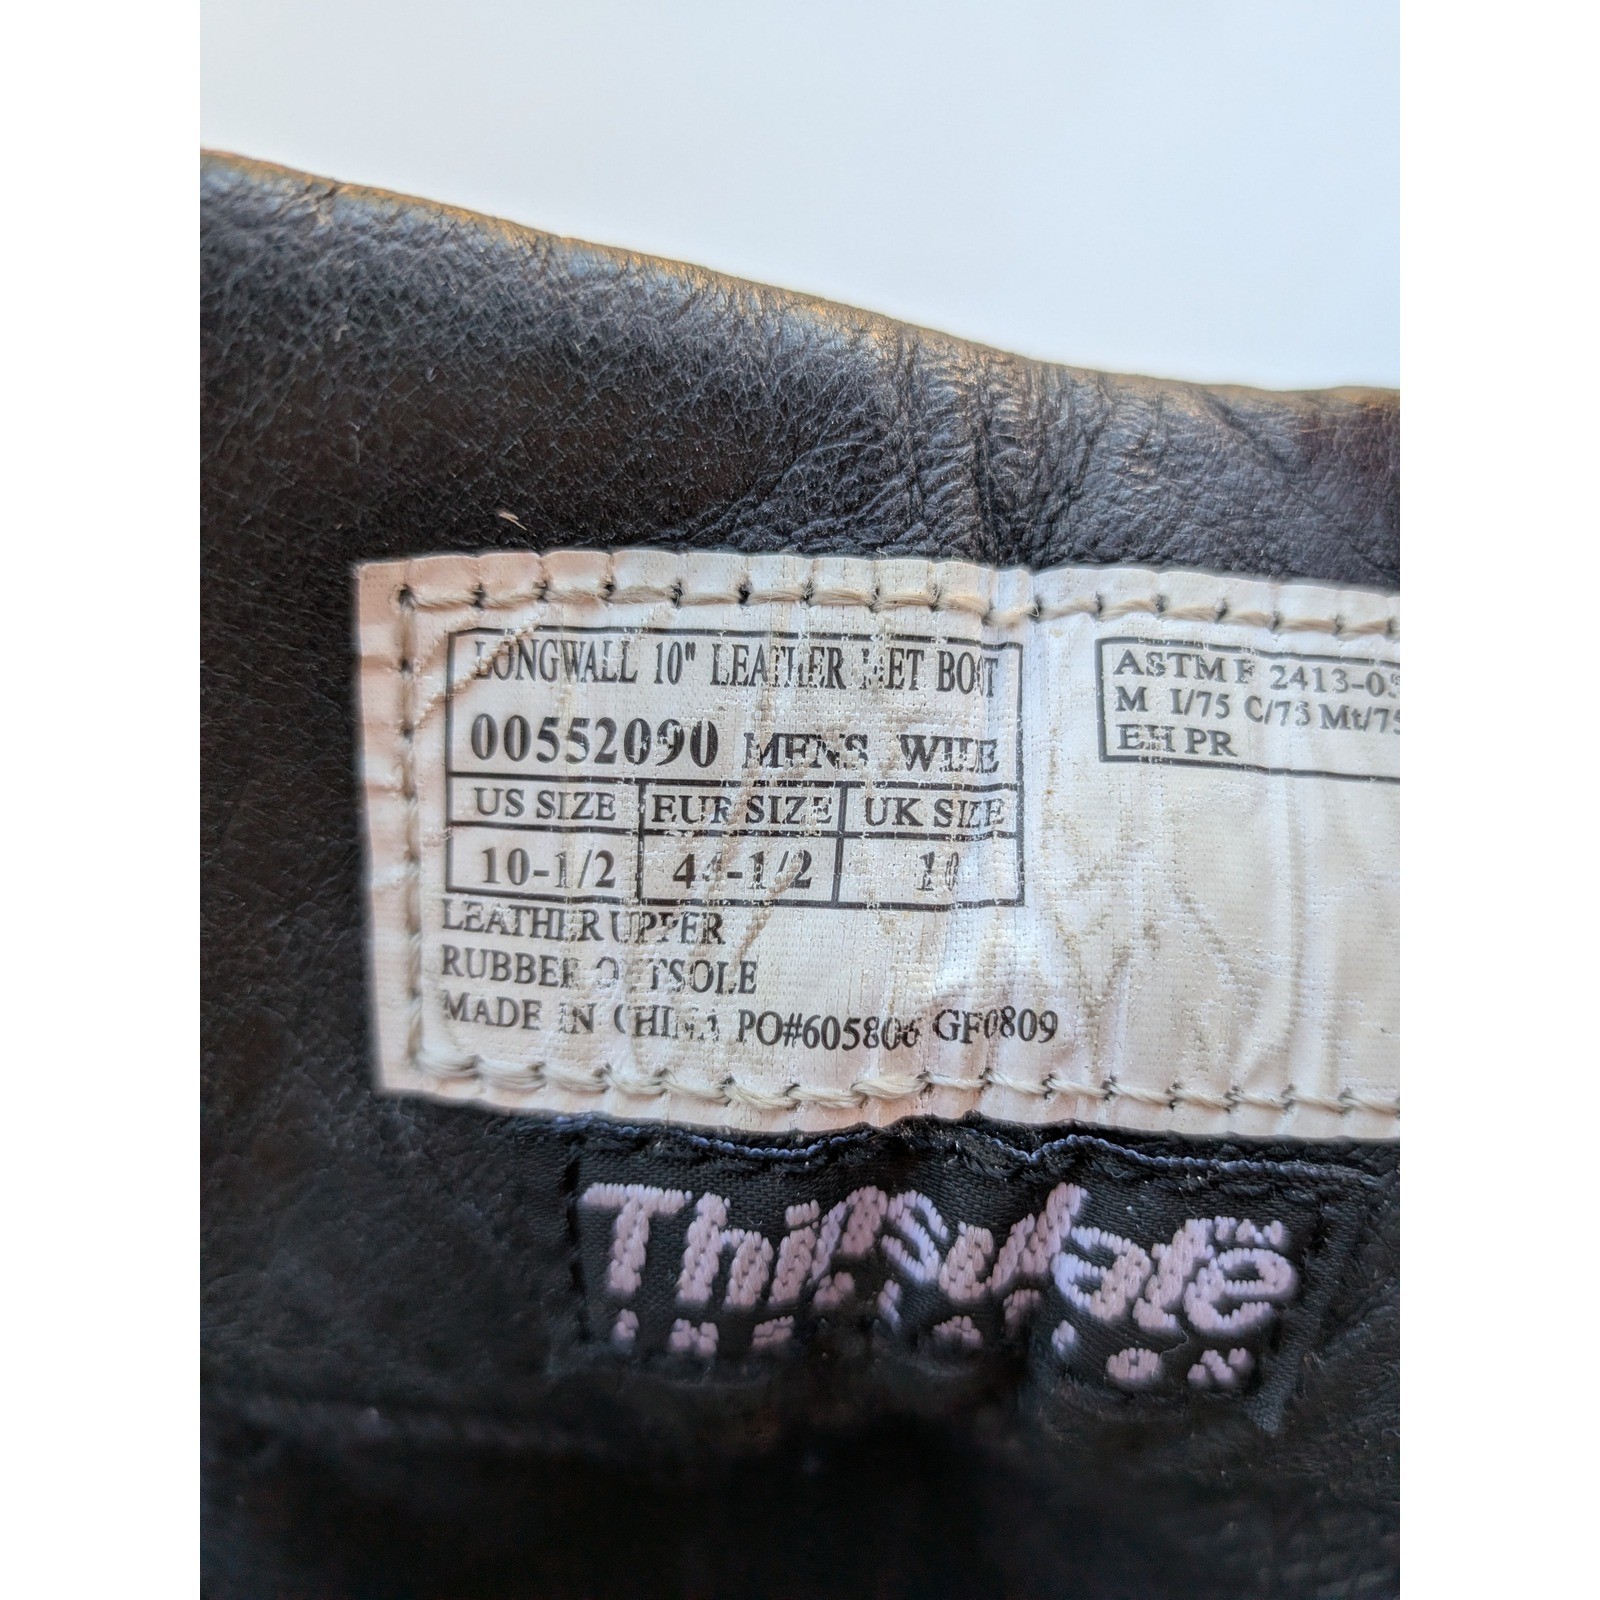 LONGWALL 10" LEATHER MET BOOT
00552090 MENS WIDE
US SIZE EUR SIZE UK SIZE
10-1/2 44-1/2 10
LEATHER UPPER
RUBBER OUTSOLE
MADE IN CHINA PO#605806 GF0809
ASTM F 2413-05
M I/75 C/75 Mt/75
EH PR
Thinsulate™
INSULATION